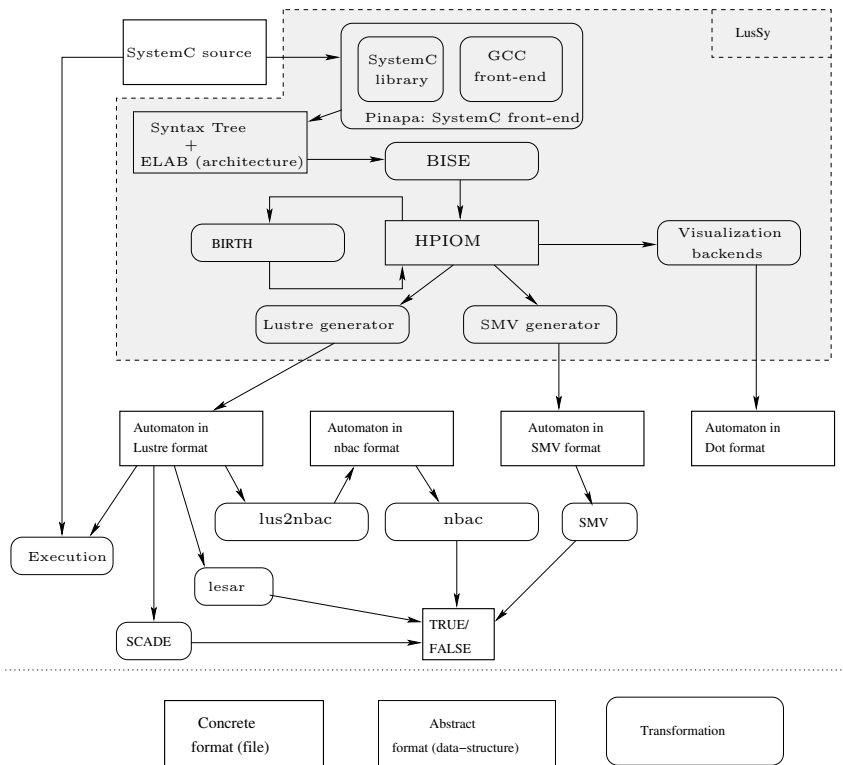 LusSy
SystemC source
SystemC
library
GCC
front-end
Pinapa: SystemC front-end
Syntax Tree
+
ELAB (architecture)
BISE
BIRTH
HPIOM
Visualization
backends
Lustre generator
SMV generator
Automaton in
Lustre format
Automaton in
nbac format
Automaton in
SMV format
Automaton in
Dot format
lus2nbac
nbac
SMV
Execution
lesar
SCADE
TRUE/
FALSE
Concrete
format (file)
Abstract
format (data−structure)
Transformation